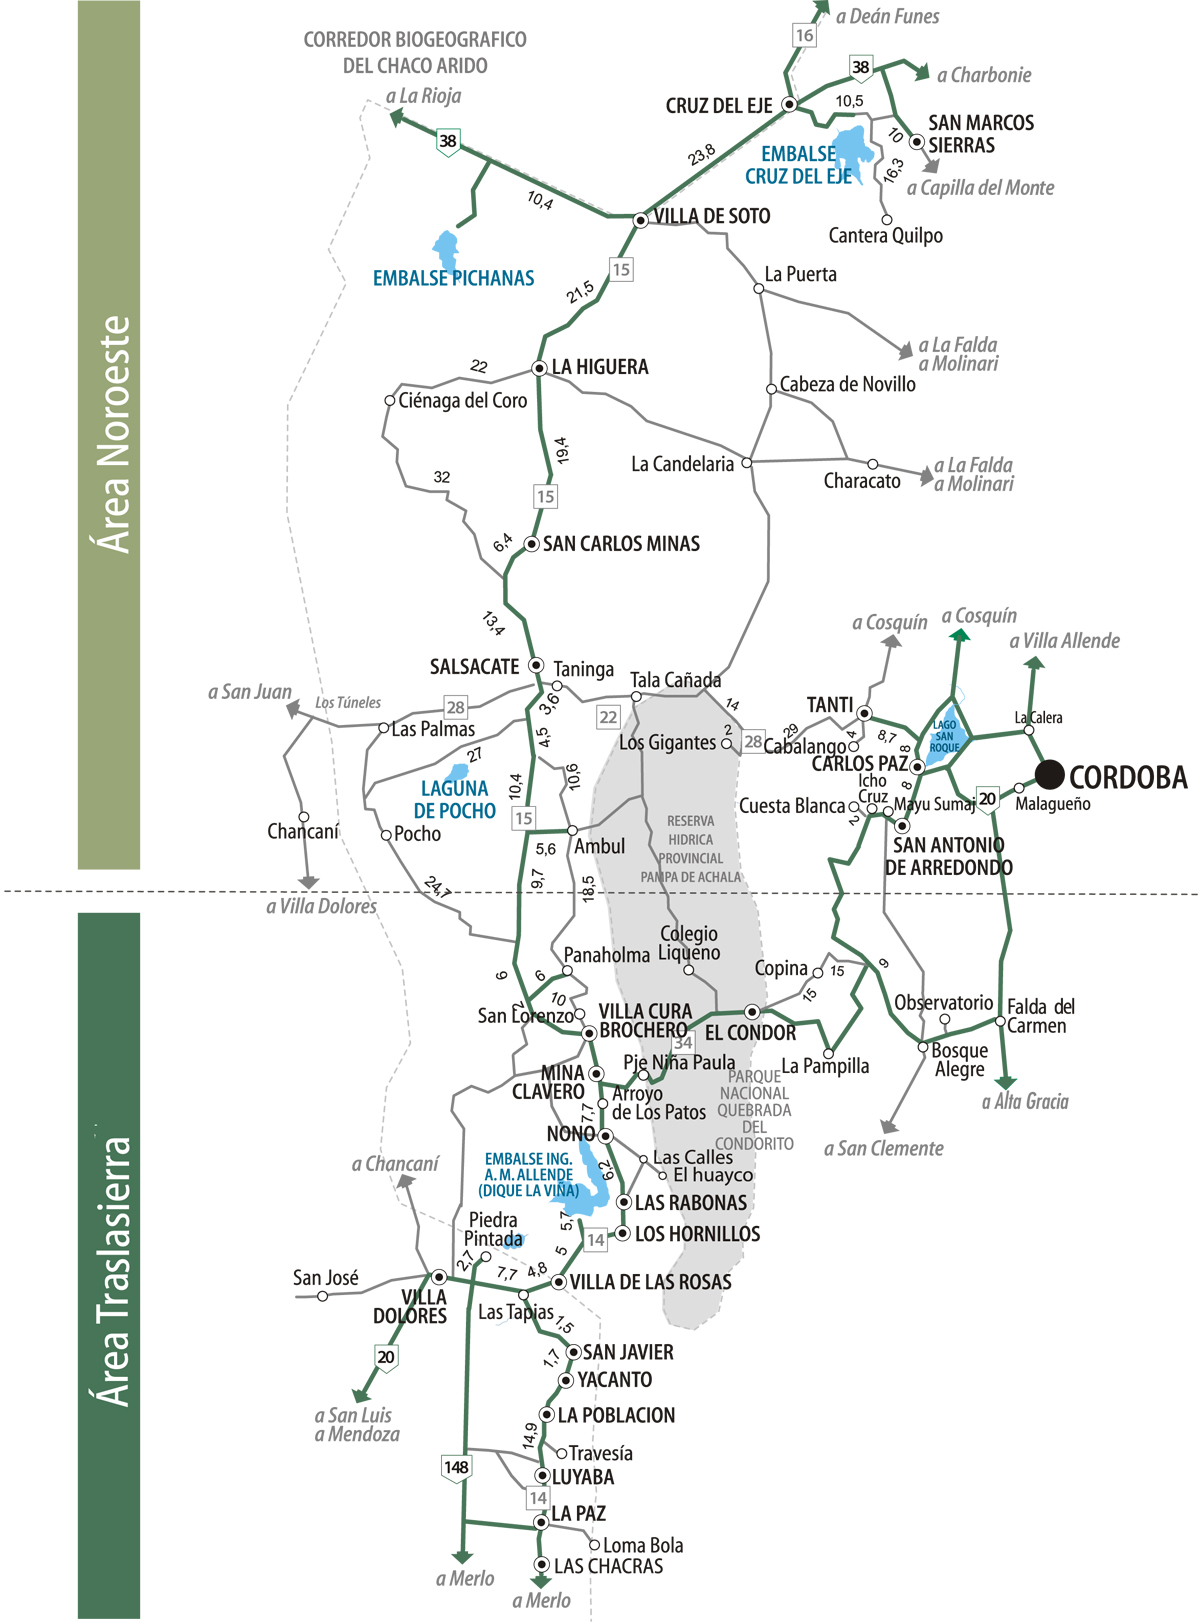 a Deán Funes
16
CORREDOR BIOGEOGRAFICO
DEL CHACO ARIDO
a La Rioja
38
a Charbonie
CRUZ DEL EJE
10,5
38
SAN MARCOS
SIERRAS
10
23,8
EMBALSE
CRUZ DEL EJE
16,3
a Capilla del Monte
10,4
VILLA DE SOTO
Cantera Quilpo
EMBALSE PICHANAS
15
La Puerta
21,5
a La Falda
a Molinari
22
LA HIGUERA
Ciénaga del Coro
Cabeza de Novillo
Área Noroeste
19,4
La Candelaria
a La Falda
a Molinari
Characato
32
15
6,4
SAN CARLOS MINAS
13,4
a Cosquín
a Cosquín
a Villa Allende
SALSACATE
Taninga
Tala Cañada
a San Juan
Los Túneles
28
3,6
22
14
TANTI
Las Palmas
4,5
Los Gigantes
2
28
29
Cabalango
4
8,7
8
LAGO
SAN
ROQUE
La Calera
27
CARLOS PAZ
CORDOBA
LAGUNA
DE POCHO
10,4
10,6
Icho
Cruz
8
Cuesta Blanca
Mayu Sumaj
20
Malagueño
2
15
Chancaní
Pocho
5,6
Ambul
RESERVA
HIDRICA
PROVINCIAL
PAMPA DE ACHALA
SAN ANTONIO
DE ARREDONDO
24,7
9,7
18,5
a Villa Dolores
Colegio
Liqueno
Panaholma
6
6
Copina
15
15
9
10
2
San Lorenzo
VILLA CURA
BROCHERO
EL CONDOR
Observatorio
Falda del
Carmen
34
La Pampilla
Bosque
Alegre
Pje Niña Paula
MINA
CLAVERO
Arroyo
de Los Patos
PARQUE
NACIONAL
QUEBRADA
DEL
CONDORITO
a Alta Gracia
7,7
NONO
a San Clemente
Área Traslasierra
a Chancaní
EMBALSE ING.
A. M. ALLENDE
(DIQUE LA VIÑA)
6,2
Las Calles
El huayco
LAS RABONAS
Piedra
Pintada
5,7
14
LOS HORNILLOS
5
2,7
7,7
4,8
VILLA DE LAS ROSAS
San José
VILLA
DOLORES
Las Tapias
1,5
20
1,7
SAN JAVIER
YACANTO
a San Luis
a Mendoza
LA POBLACION
14,9
Travesía
148
LUYABA
14
LA PAZ
Loma Bola
LAS CHACRAS
a Merlo
a Merlo